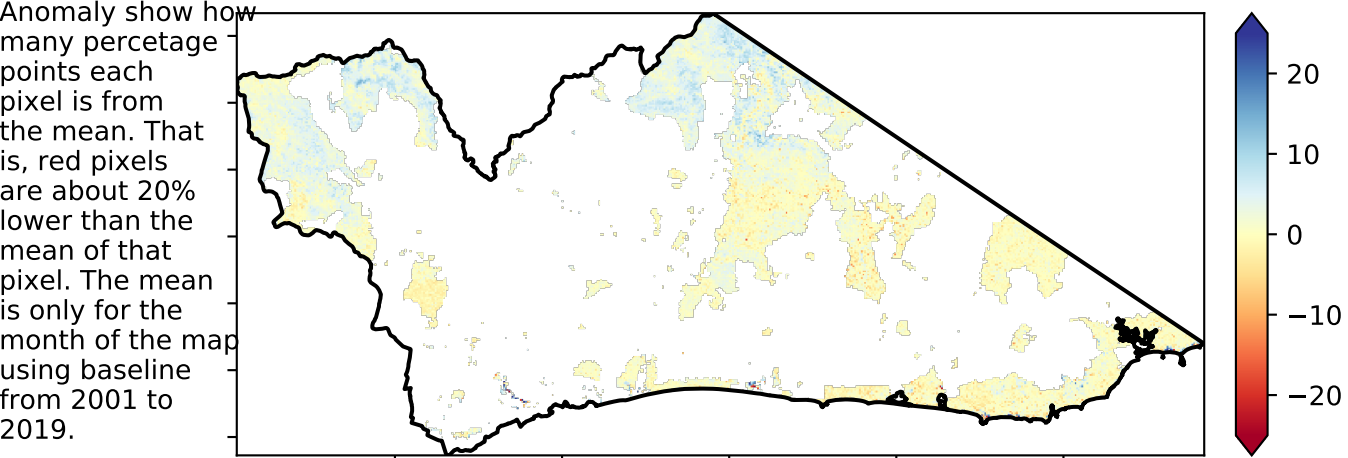 Anomaly show how
many percetage
points each
pixel is from
the mean. That
is, red pixels
are about 20%
lower than the
mean of that
pixel. The mean
is only for the
month of the map
using baseline
from 2001 to
2019.
20
10
0
−10
−20